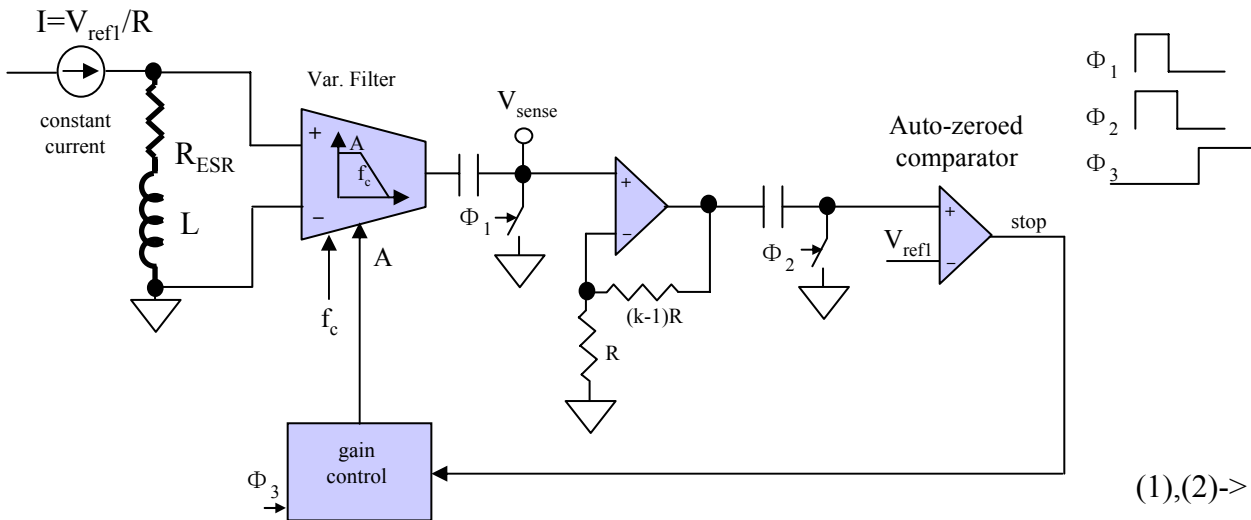 I=V_ref1/R
constant
current
R_ESR
L
Var. Filter
+
−
A
f_c
f_c
A
V_sense
Φ_1
+
−
(k-1)R
R
Φ_2
Auto-zeroed
comparator
V_ref1
+
−
stop
Φ_1
Φ_2
Φ_3
gain
control
Φ_3
(1),(2)->